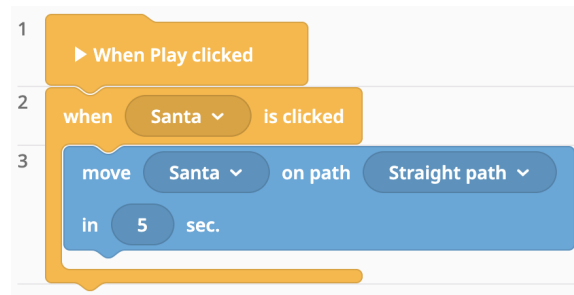 1
When Play clicked
2
when Santa is clicked
3
move Santa on path Straight path
in 5 sec.